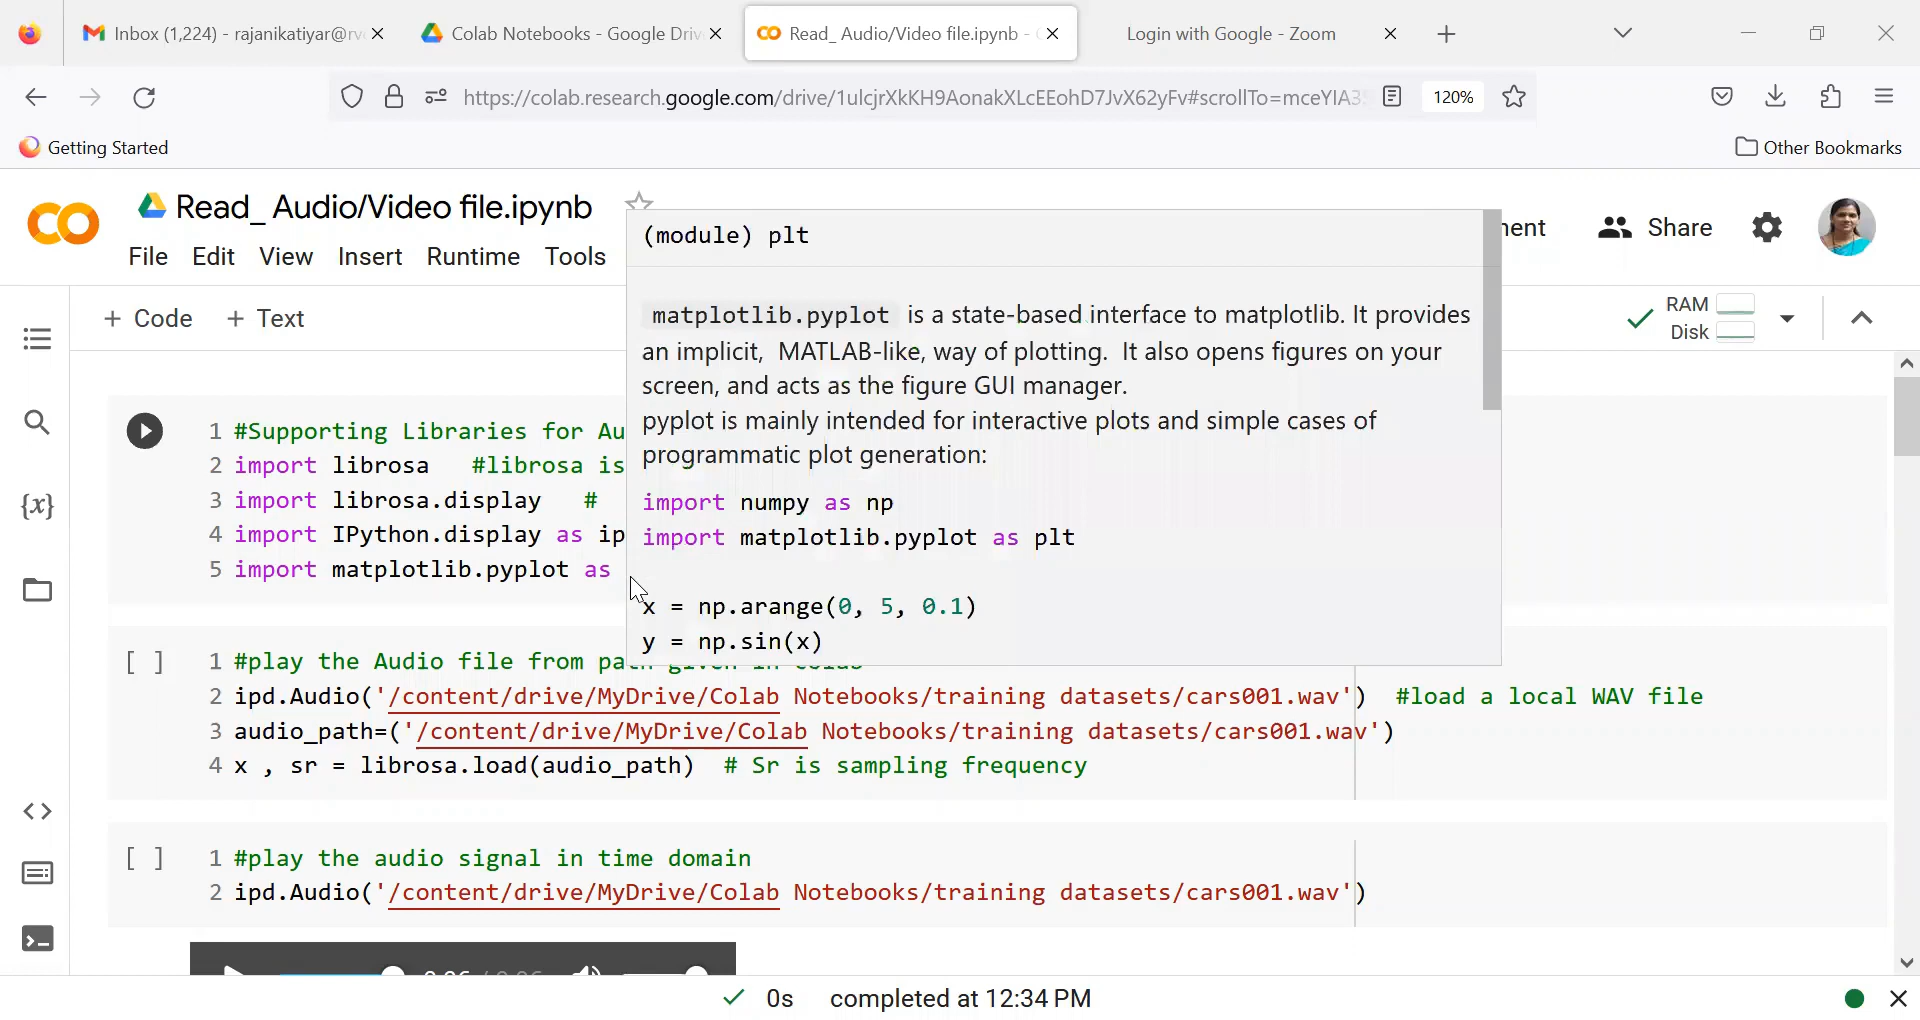 Inbox (1,224) - rajanikatiyar@rv
Colab Notebooks - Google Driv
Read_ Audio/Video file.ipynb -
Login with Google - Zoom
https://colab.research.google.com/drive/1ulcjrXkKH9AonakXLcEEohD7JvX62yFv#scrollTo=mceYIA3S
120%
Getting Started
Other Bookmarks
Read_ Audio/Video file.ipynb
File Edit View Insert Runtime Tools
Share
+ Code + Text
RAM
Disk
(module) plt
matplotlib.pyplot is a state-based interface to matplotlib. It provides
an implicit, MATLAB-like, way of plotting. It also opens figures on your
screen, and acts as the figure GUI manager.
pyplot is mainly intended for interactive plots and simple cases of
programmatic plot generation:
import numpy as np
import matplotlib.pyplot as plt
x = np.arange(0, 5, 0.1)
y = np.sin(x)
1 #Supporting Libraries for Au
2 import librosa #librosa is
3 import librosa.display #
4 import IPython.display as ip
5 import matplotlib.pyplot as
[ ]
1 #play the Audio file from path given in colab
2 ipd.Audio('/content/drive/MyDrive/Colab Notebooks/training datasets/cars001.wav') #load a local WAV file
3 audio_path=('/content/drive/MyDrive/Colab Notebooks/training datasets/cars001.wav')
4 x , sr = librosa.load(audio_path) # Sr is sampling frequency
[ ]
1 #play the audio signal in time domain
2 ipd.Audio('/content/drive/MyDrive/Colab Notebooks/training datasets/cars001.wav')
0s completed at 12:34 PM